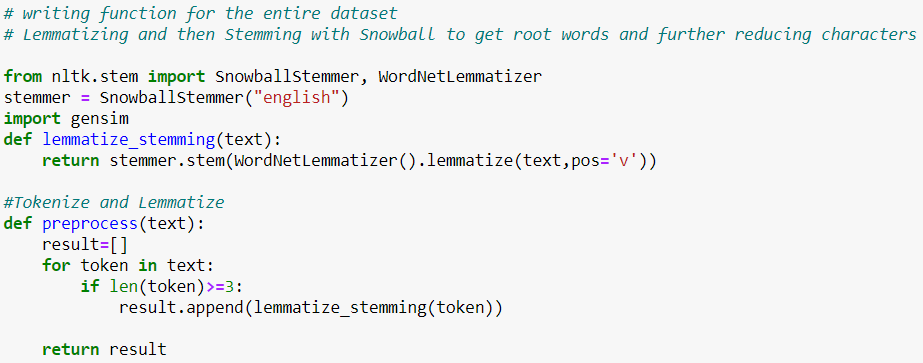 # writing function for the entire dataset
# Lemmatizing and then Stemming with Snowball to get root words and further reducing characters
from nltk.stem import SnowballStemmer, WordNetLemmatizer
stemmer = SnowballStemmer("english")
import gensim
def lemmatize_stemming(text):
    return stemmer.stem(WordNetLemmatizer().lemmatize(text,pos='v'))
#Tokenize and Lemmatize
def preprocess(text):
    result=[]
    for token in text:
        if len(token)>=3:
            result.append(lemmatize_stemming(token))
    return result